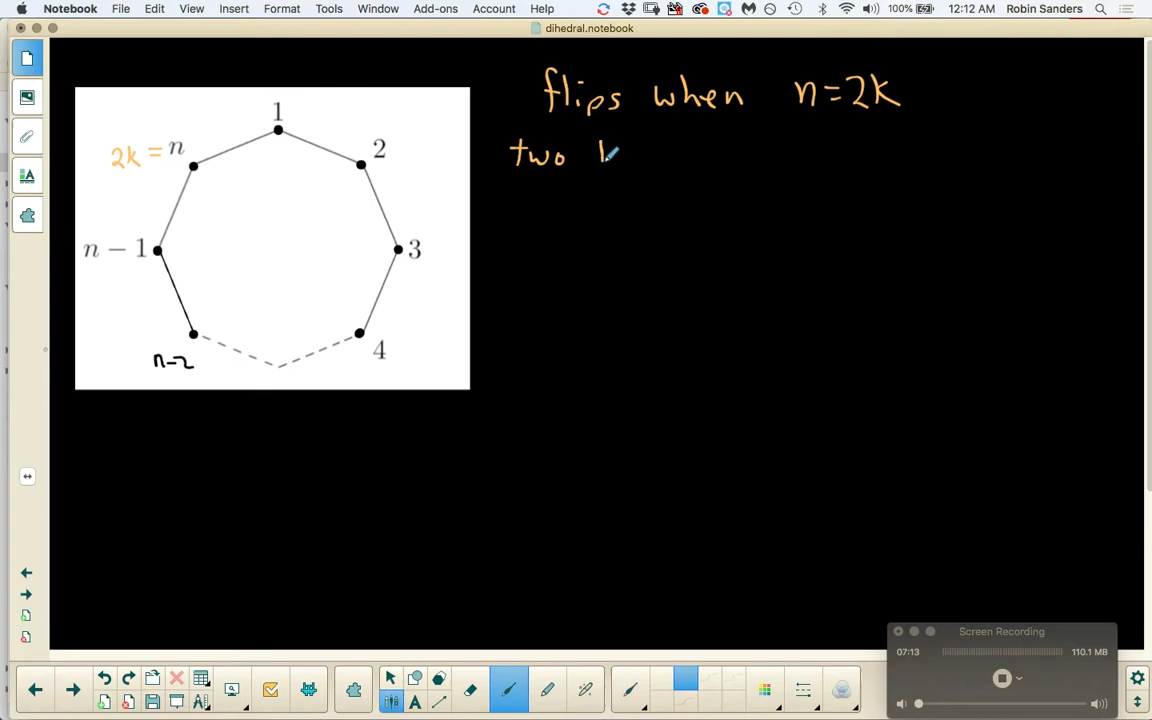 Notebook File Edit View Insert Format Tools Window Add-ons Account Help 100% 12:12 AM Robin Sanders
dihedral.notebook
flips when n=2k
two
1
2k = n
2
n − 1
3
n-2
4
Screen Recording
07:13 110.1 MB